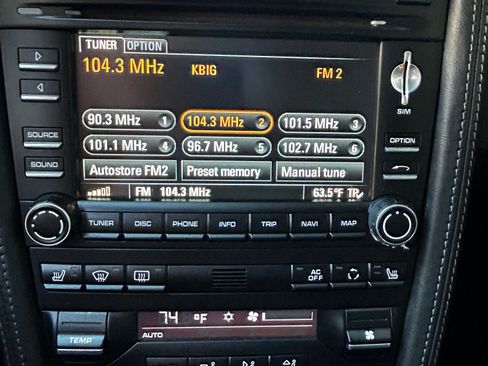 TUNER OPTION
104.3 MHz KBIG FM 2
SIM
90.3 MHz 1 104.3 MHz 2 101.5 MHz 3
101.1 MHz 4 96.7 MHz 5 102.7 MHz 6
Autostore FM2 Preset memory Manual tune
FM 104.3 MHz 63.5°F TR
SOURCE
SOUND
OPTION
TUNER DISC PHONE INFO TRIP NAVI MAP
AC OFF
74 °F
AUTO
TEMP